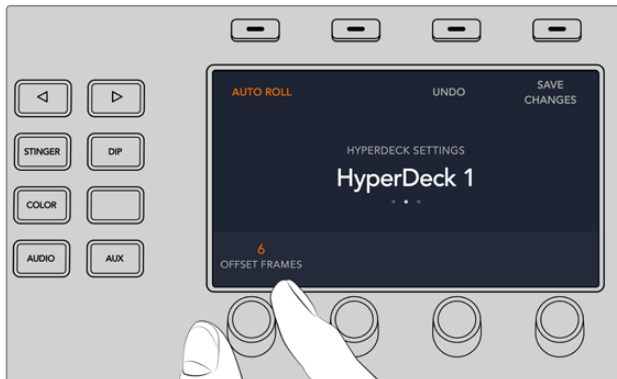 AUTO ROLL
UNDO
SAVE
CHANGES
HYPERDECK SETTINGS
HyperDeck 1
6
OFFSET FRAMES
STINGER
DIP
COLOR
AUDIO
AUX